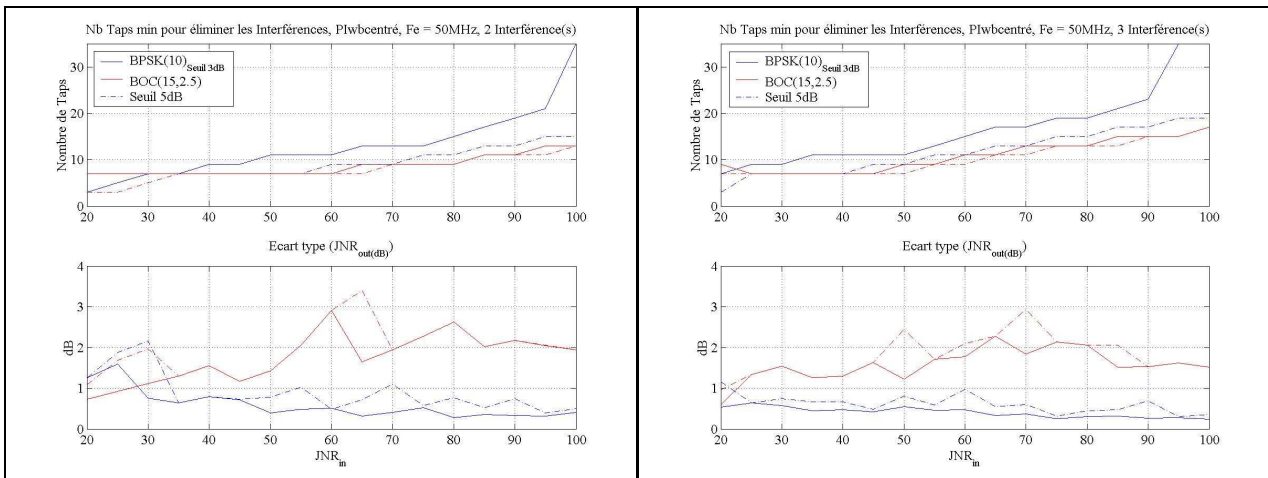 Nb Taps min pour éliminer les Interférences, PIwbcentré, Fe = 50MHz, 2 Interférence(s)
BPSK(10)Seuil 3dB
BOC(15,2.5)
Seuil 5dB
Nombre de Taps
30
20
10
0
20 30 40 50 60 70 80 90 100
Ecart type (JNRout(dB))
dB
4
3
2
1
0
20 30 40 50 60 70 80 90 100
JNRin
Nb Taps min pour éliminer les Interférences, PIwbcentré, Fe = 50MHz, 3 Interférence(s)
BPSK(10)Seuil 3dB
BOC(15,2.5)
Seuil 5dB
Nombre de Taps
30
20
10
0
20 30 40 50 60 70 80 90 100
Ecart type (JNRout(dB))
dB
4
3
2
1
0
20 30 40 50 60 70 80 90 100
JNRin